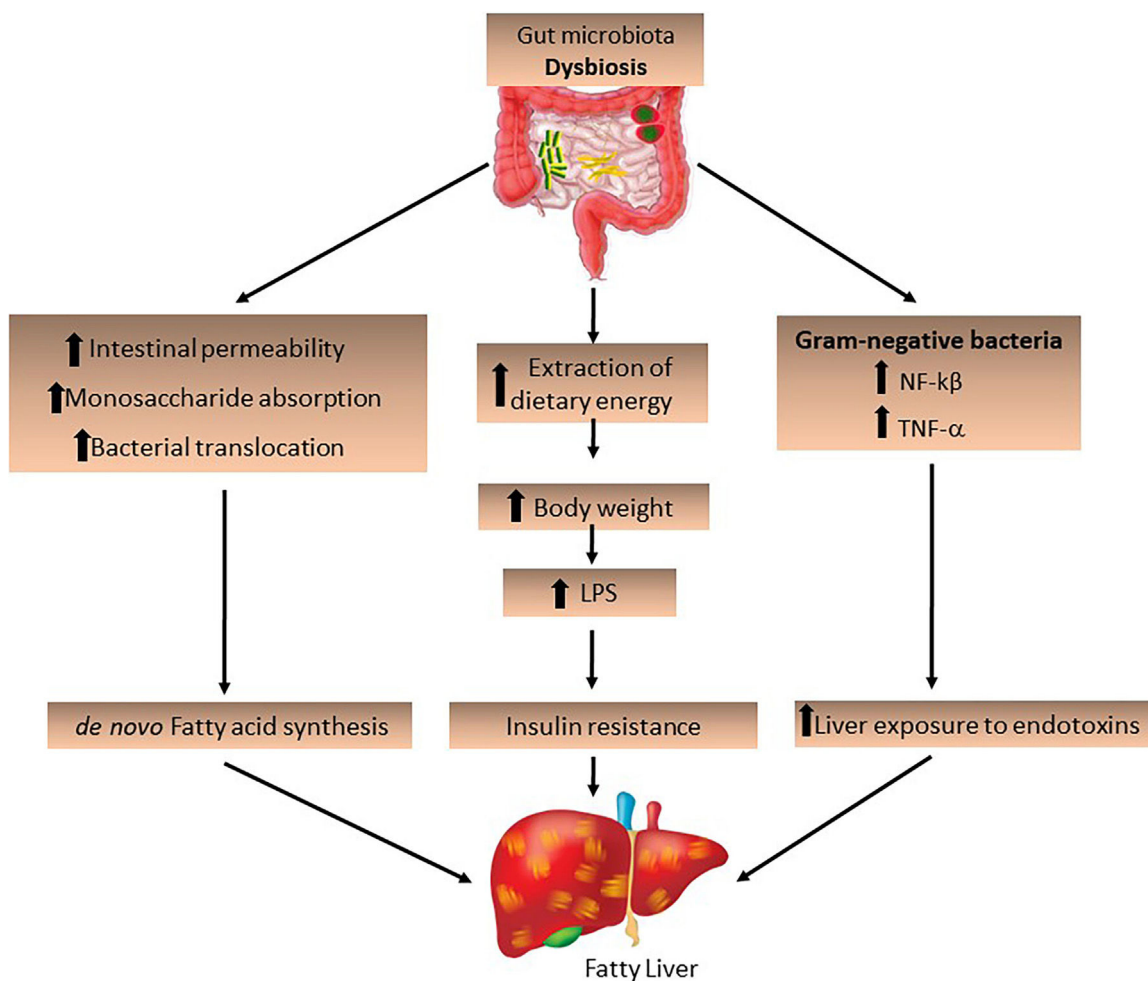 Gut microbiota
Dysbiosis
Intestinal permeability
Monosaccharide absorption
Bacterial translocation
Extraction of
dietary energy
Gram-negative bacteria
NF-kβ
TNF-α
Body weight
LPS
de novo Fatty acid synthesis
Insulin resistance
Liver exposure to endotoxins
Fatty Liver